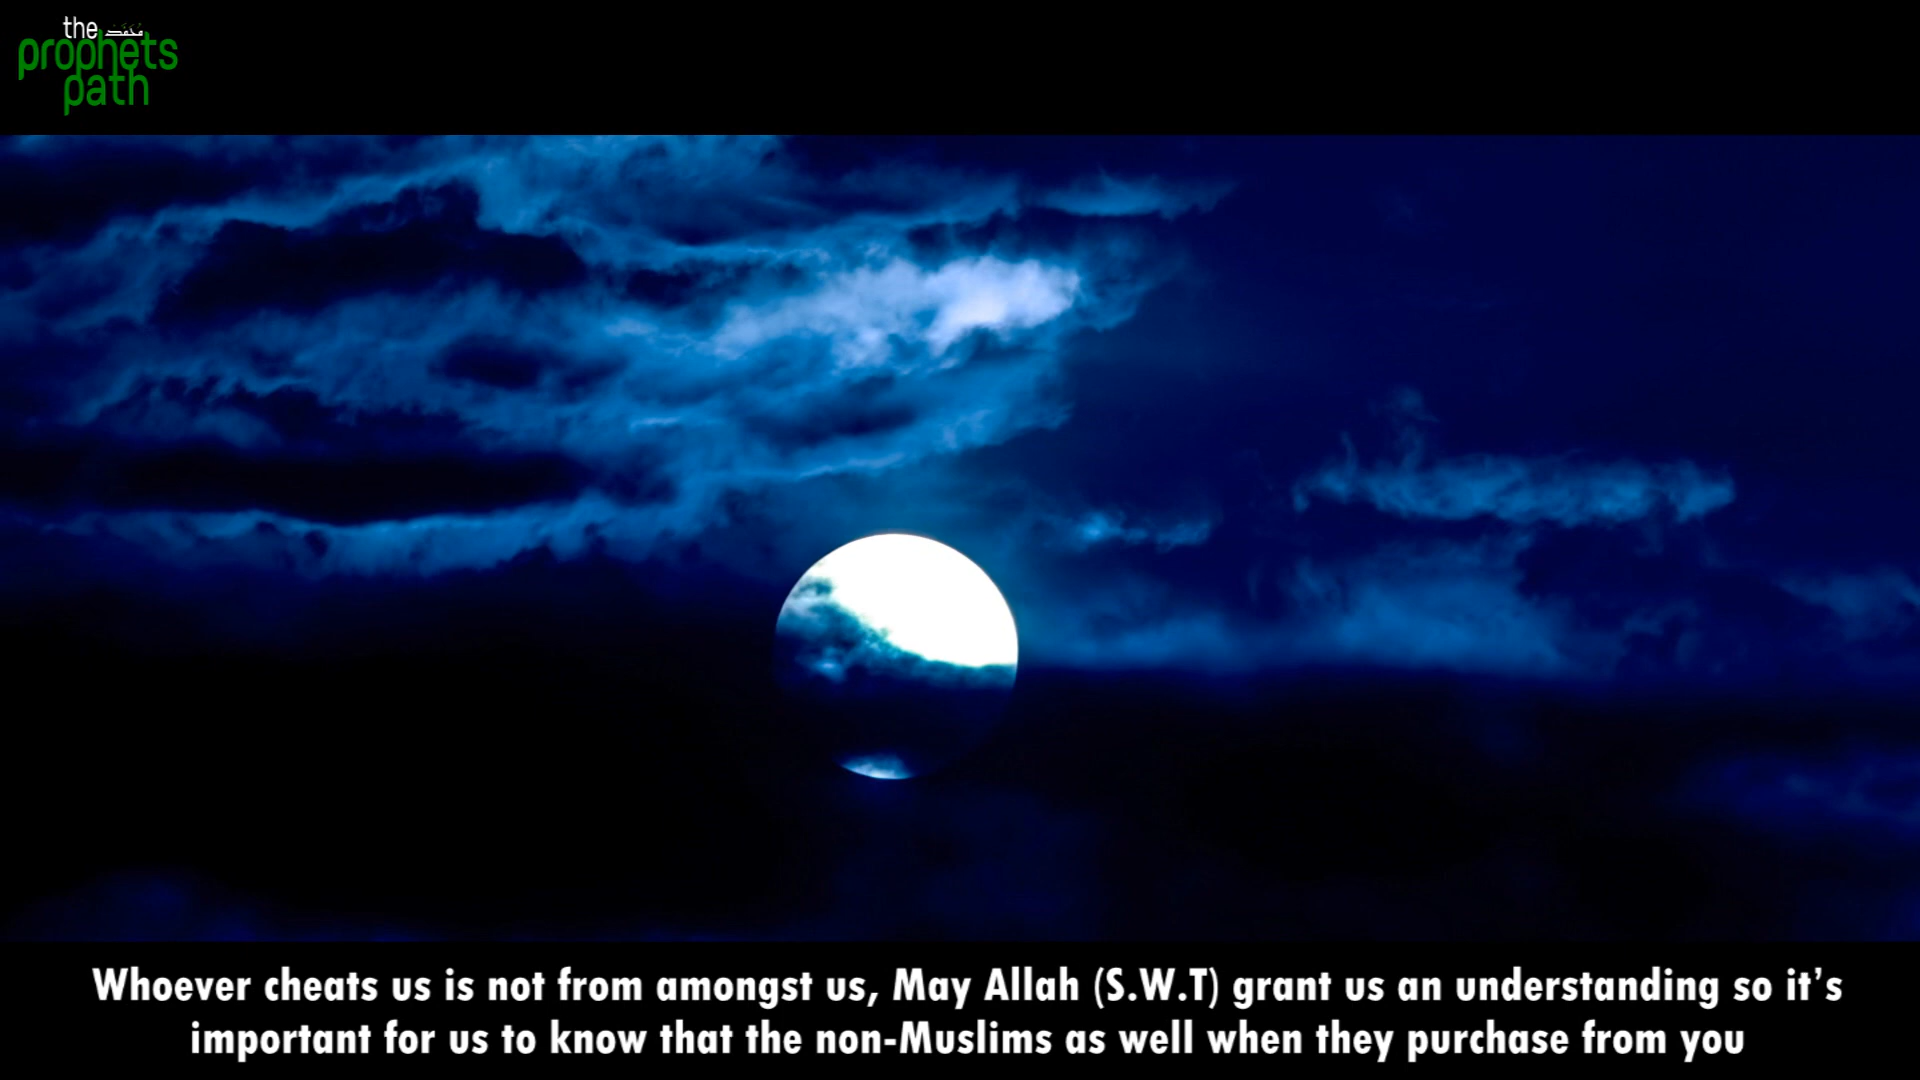 the
prophets
path
Whoever cheats us is not from amongst us, May Allah (S.W.T) grant us an understanding so it’s
important for us to know that the non-Muslims as well when they purchase from you